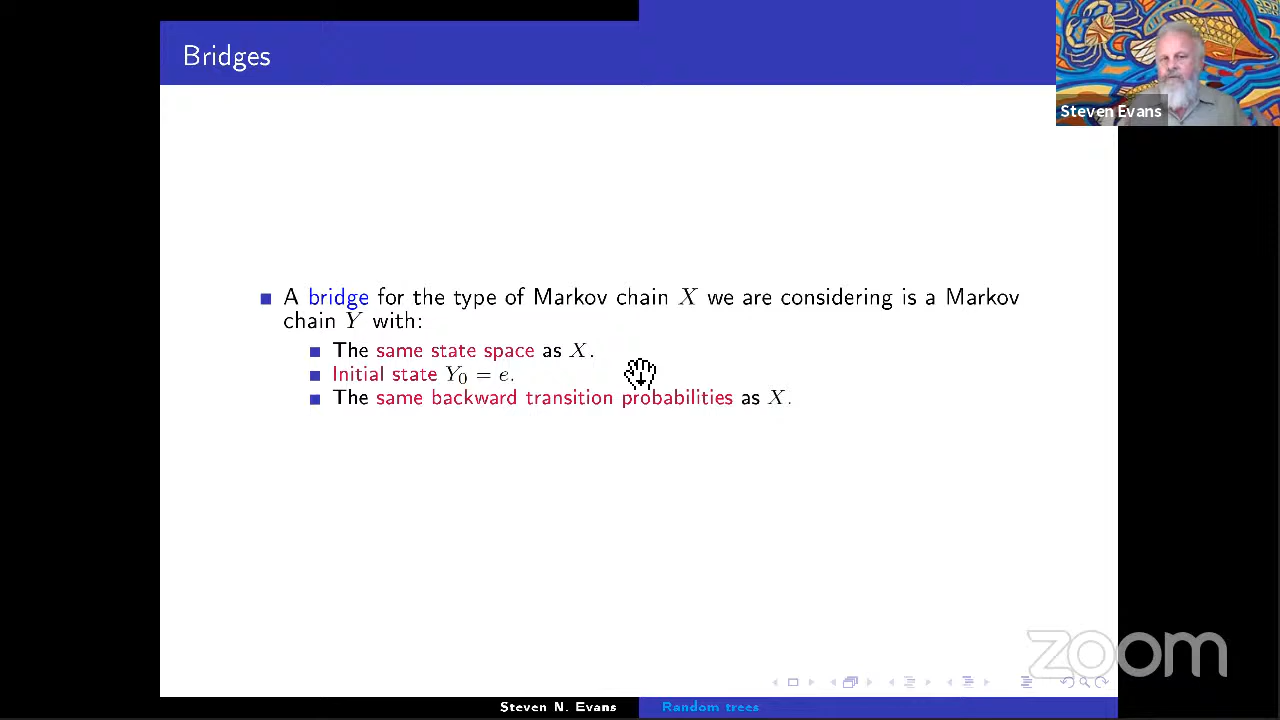 Bridges
Steven Evans
■ A bridge for the type of Markov chain X we are considering is a Markov
chain Y with:
■ The same state space as X.
■ Initial state Y₀ = e.
■ The same backward transition probabilities as X.
zoom
Steven N. Evans
Random trees